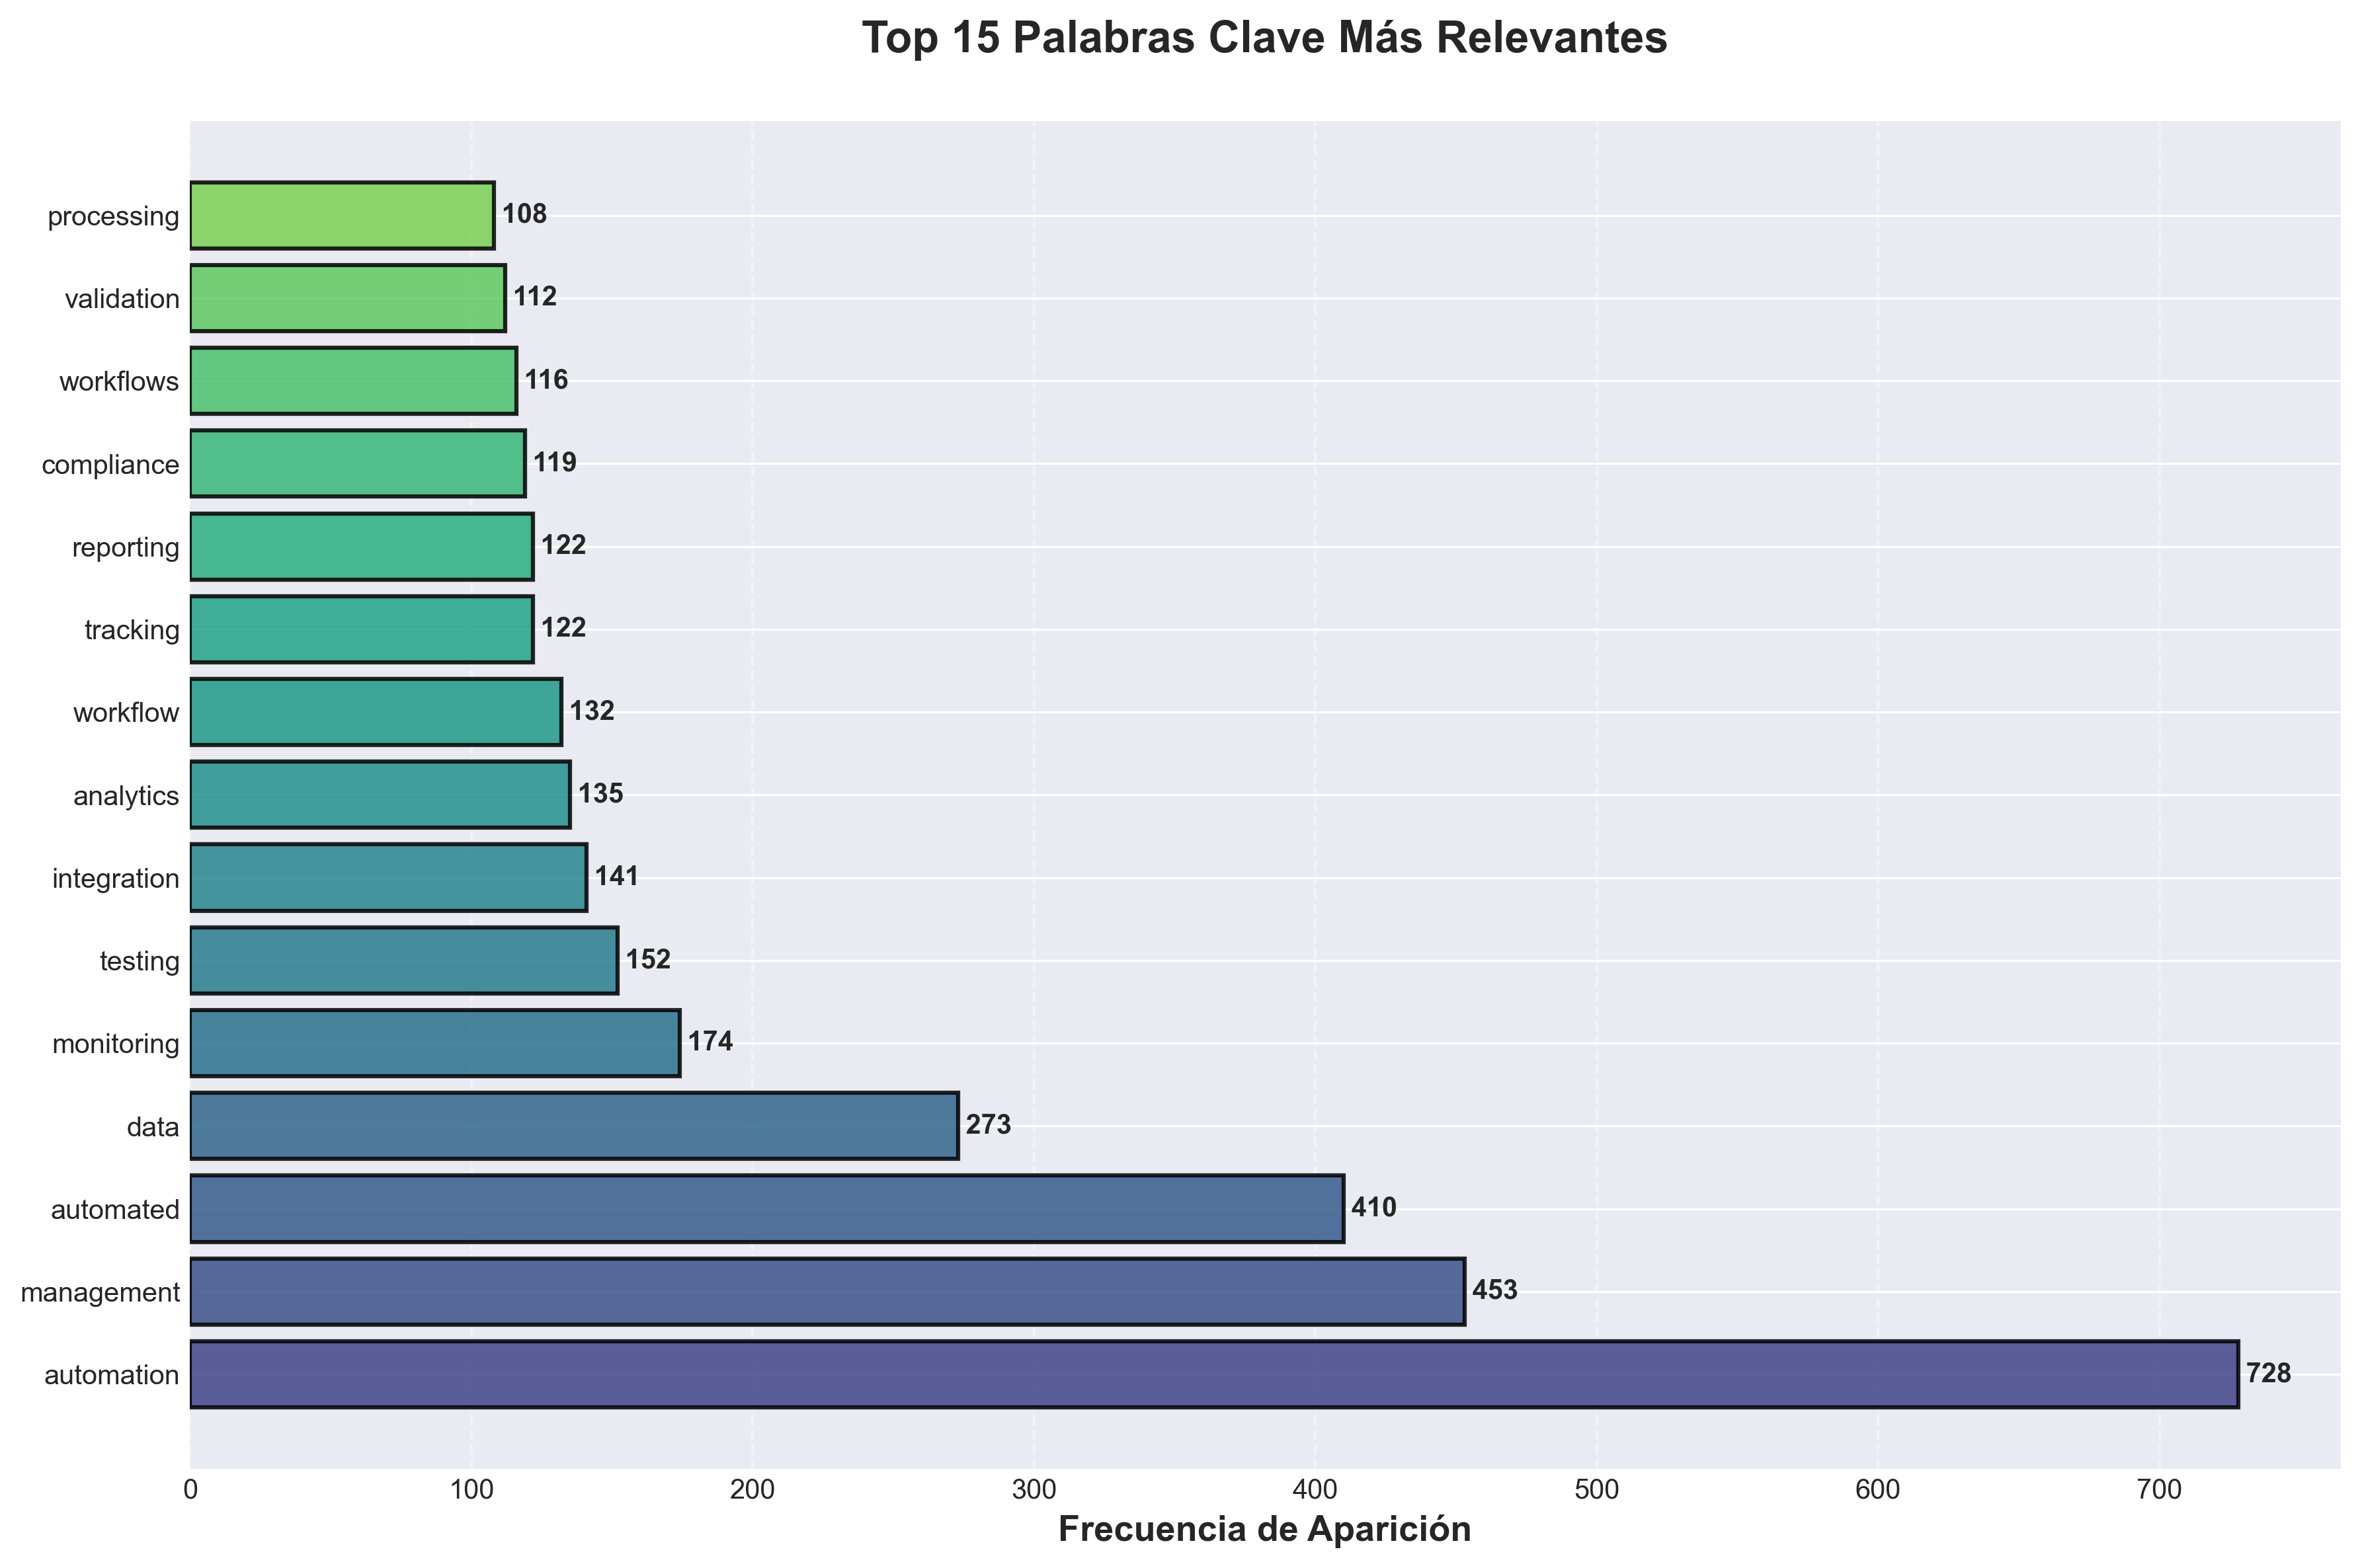 Top 15 Palabras Clave Más Relevantes
processing 108
validation 112
workflows 116
compliance 119
reporting 122
tracking 122
workflow 132
analytics 135
integration 141
testing 152
monitoring 174
data 273
automated 410
management 453
automation 728
0 100 200 300 400 500 600 700
Frecuencia de Aparición